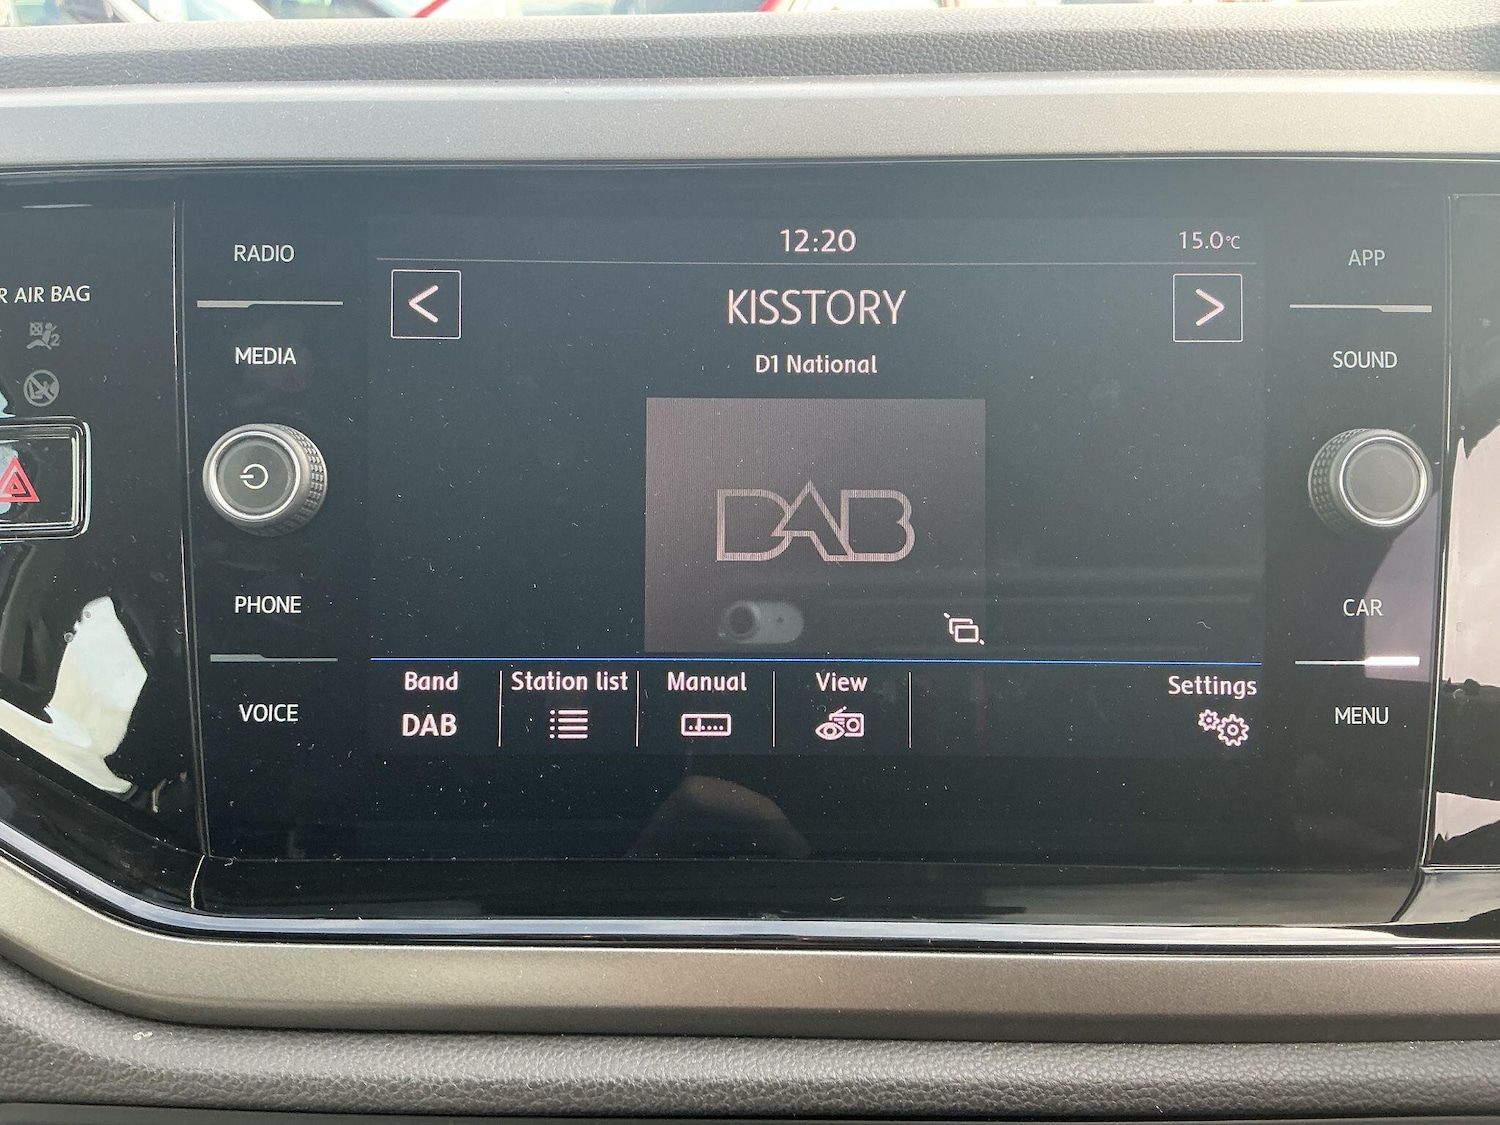 12:20
15.0°C
RADIO
APP
< KISSTORY >
AIR BAG
D1 National
MEDIA
SOUND
2
DAB
PHONE
CAR
Band
Station list
Manual
View
Settings
DAB
VOICE
MENU